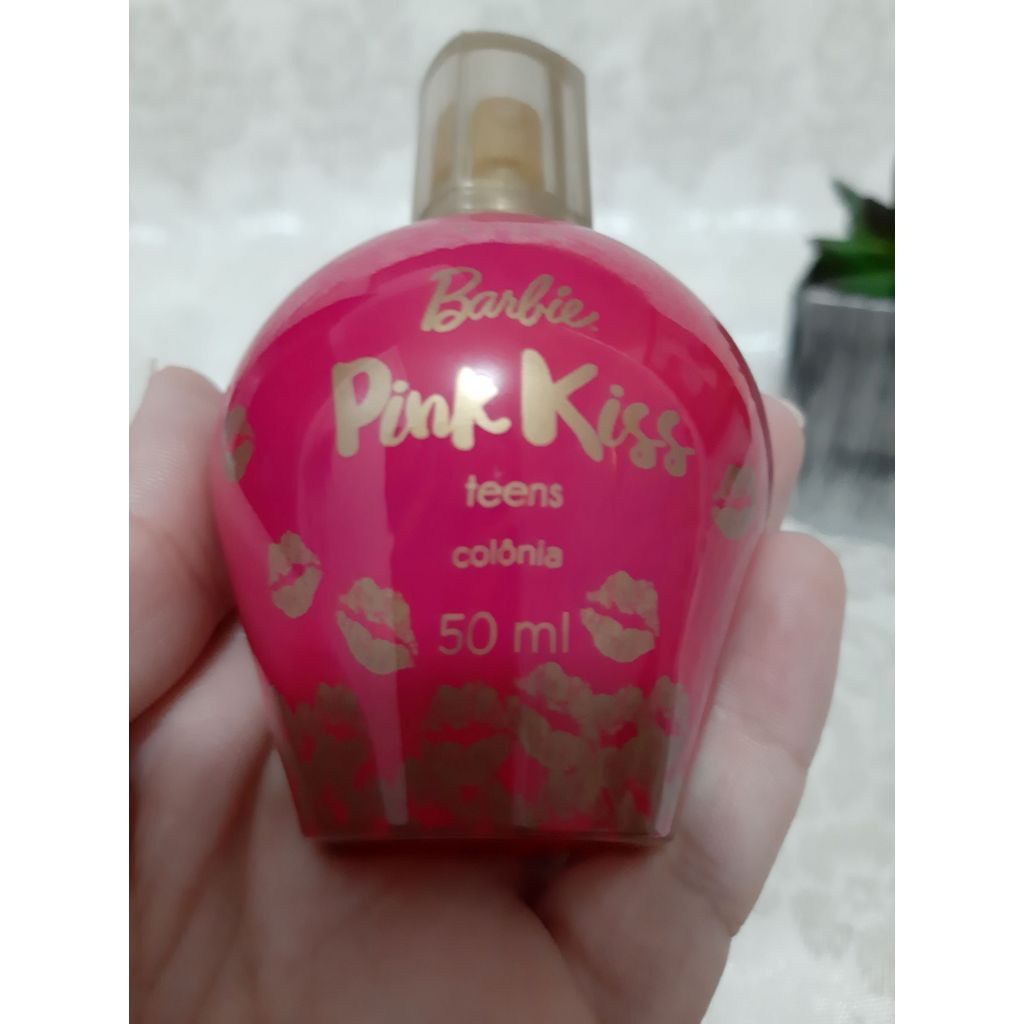 Barbie
Pink Kiss
teens
colônia
50 ml